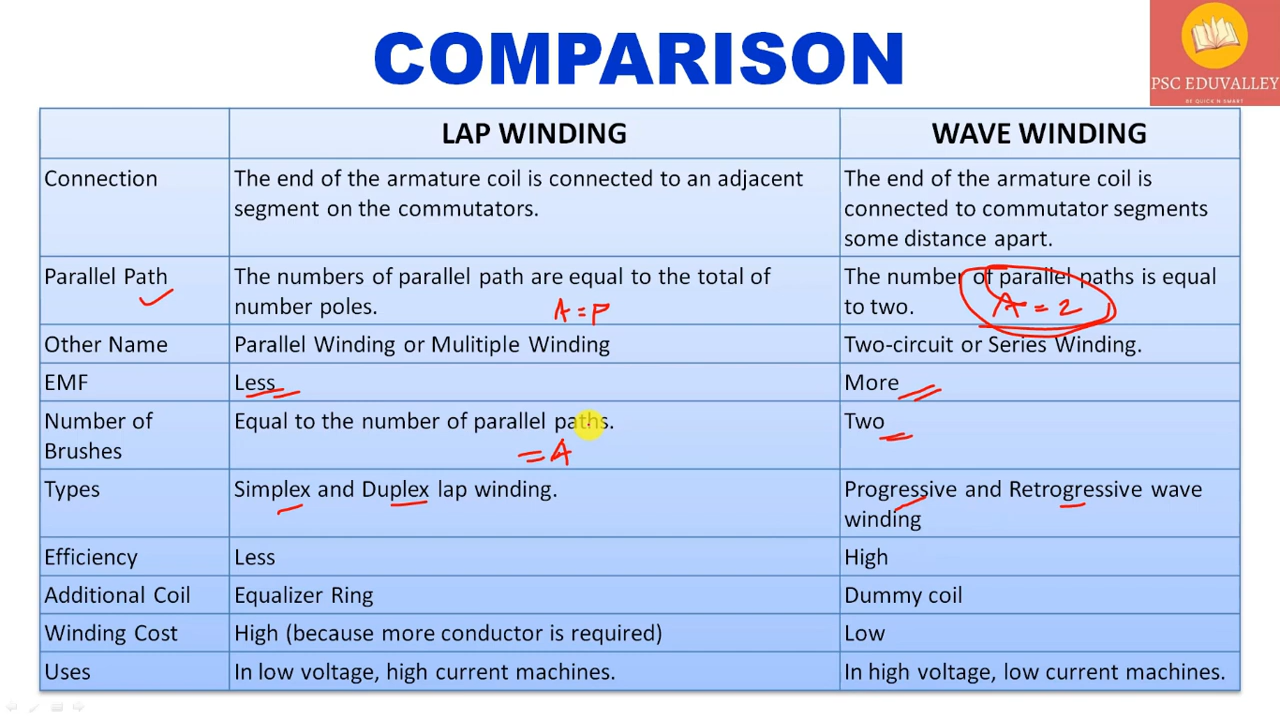 COMPARISON
PSC EDUVALLEY
BE QUICK N SMART
LAP WINDING
WAVE WINDING
Connection
The end of the armature coil is connected to an adjacent
segment on the commutators.
The end of the armature coil is
connected to commutator segments
some distance apart.
Parallel Path
The numbers of parallel path are equal to the total of
number poles.
A = P
The number of parallel paths is equal
to two.
A = 2
Other Name
Parallel Winding or Mulitiple Winding
Two-circuit or Series Winding.
EMF
Less
More
Number of
Brushes
Equal to the number of parallel paths.
= A
Two
Types
Simplex and Duplex lap winding.
Progressive and Retrogressive wave
winding
Efficiency
Less
High
Additional Coil
Equalizer Ring
Dummy coil
Winding Cost
High (because more conductor is required)
Low
Uses
In low voltage, high current machines.
In high voltage, low current machines.